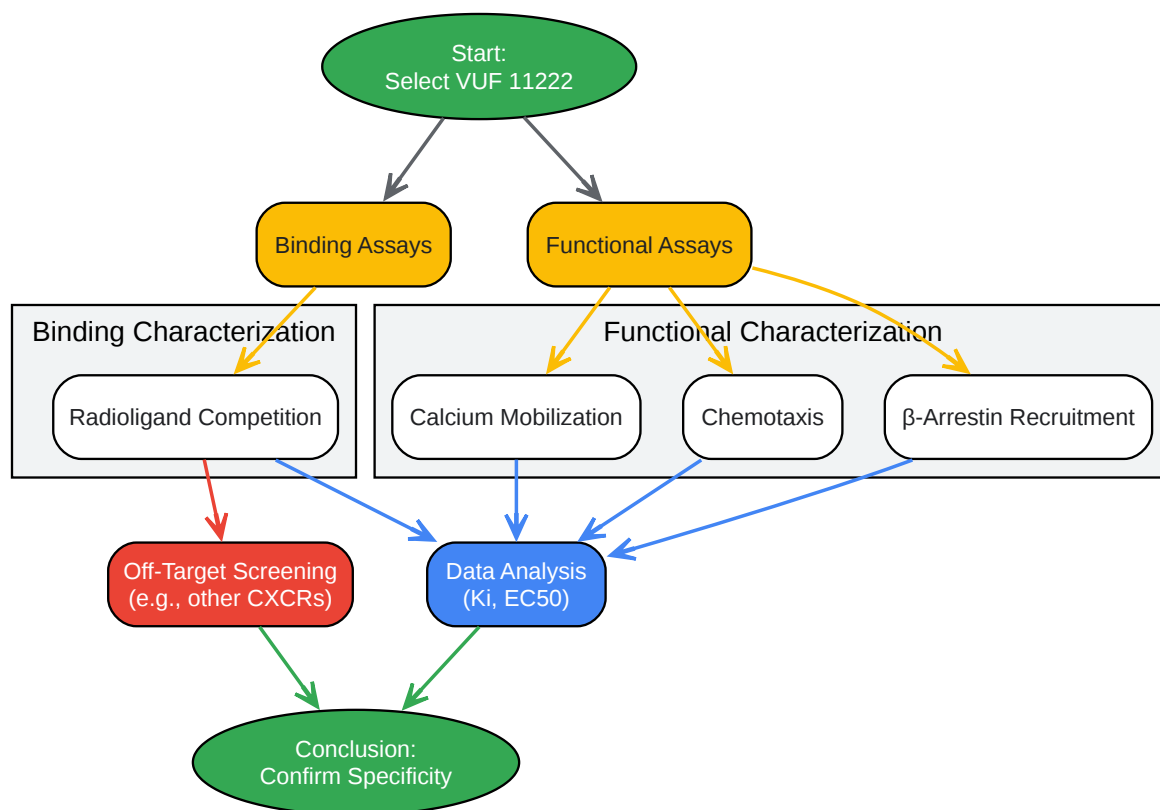 Start:
Select VUF 11222
Binding Assays
Functional Assays
Binding Characterization
Functional Characterization
Radioligand Competition
Calcium Mobilization
Chemotaxis
β-Arrestin Recruitment
Off-Target Screening
(e.g., other CXCRs)
Data Analysis
(Ki, EC50)
Conclusion:
Confirm Specificity